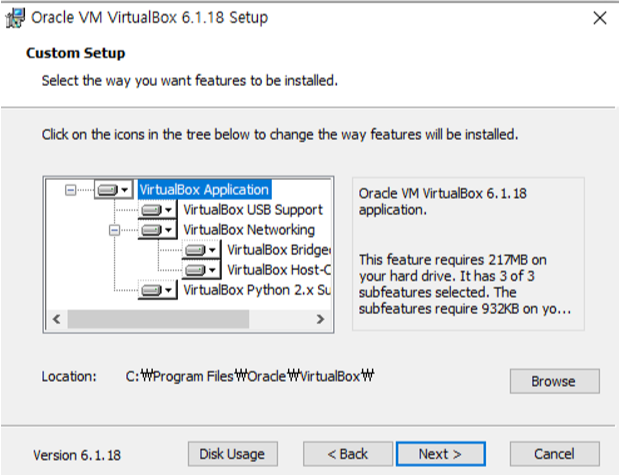 Oracle VM VirtualBox 6.1.18 Setup
Custom Setup
Select the way you want features to be installed.
Click on the icons in the tree below to change the way features will be installed.
VirtualBox Application
VirtualBox USB Support
VirtualBox Networking
VirtualBox Bridge
VirtualBox Host-C
VirtualBox Python 2.x Su
Oracle VM VirtualBox 6.1.18
application.
This feature requires 217MB on
your hard drive. It has 3 of 3
subfeatures selected. The
subfeatures require 932KB on yo...
Location: C:₩Program Files₩Oracle₩VirtualBox₩
Browse
Version 6.1.18
Disk Usage
< Back
Next >
Cancel